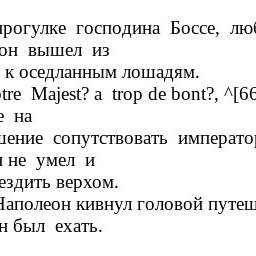 прогулке господина Боссе, люб
он вышел из
к оседланным лошадям.
tre Majest? a trop de bont?, ^[66
е на
шение сопутствовать императо
не умел и
ездить верхом.
Наполеон кивнул головой путеш
н был ехать.